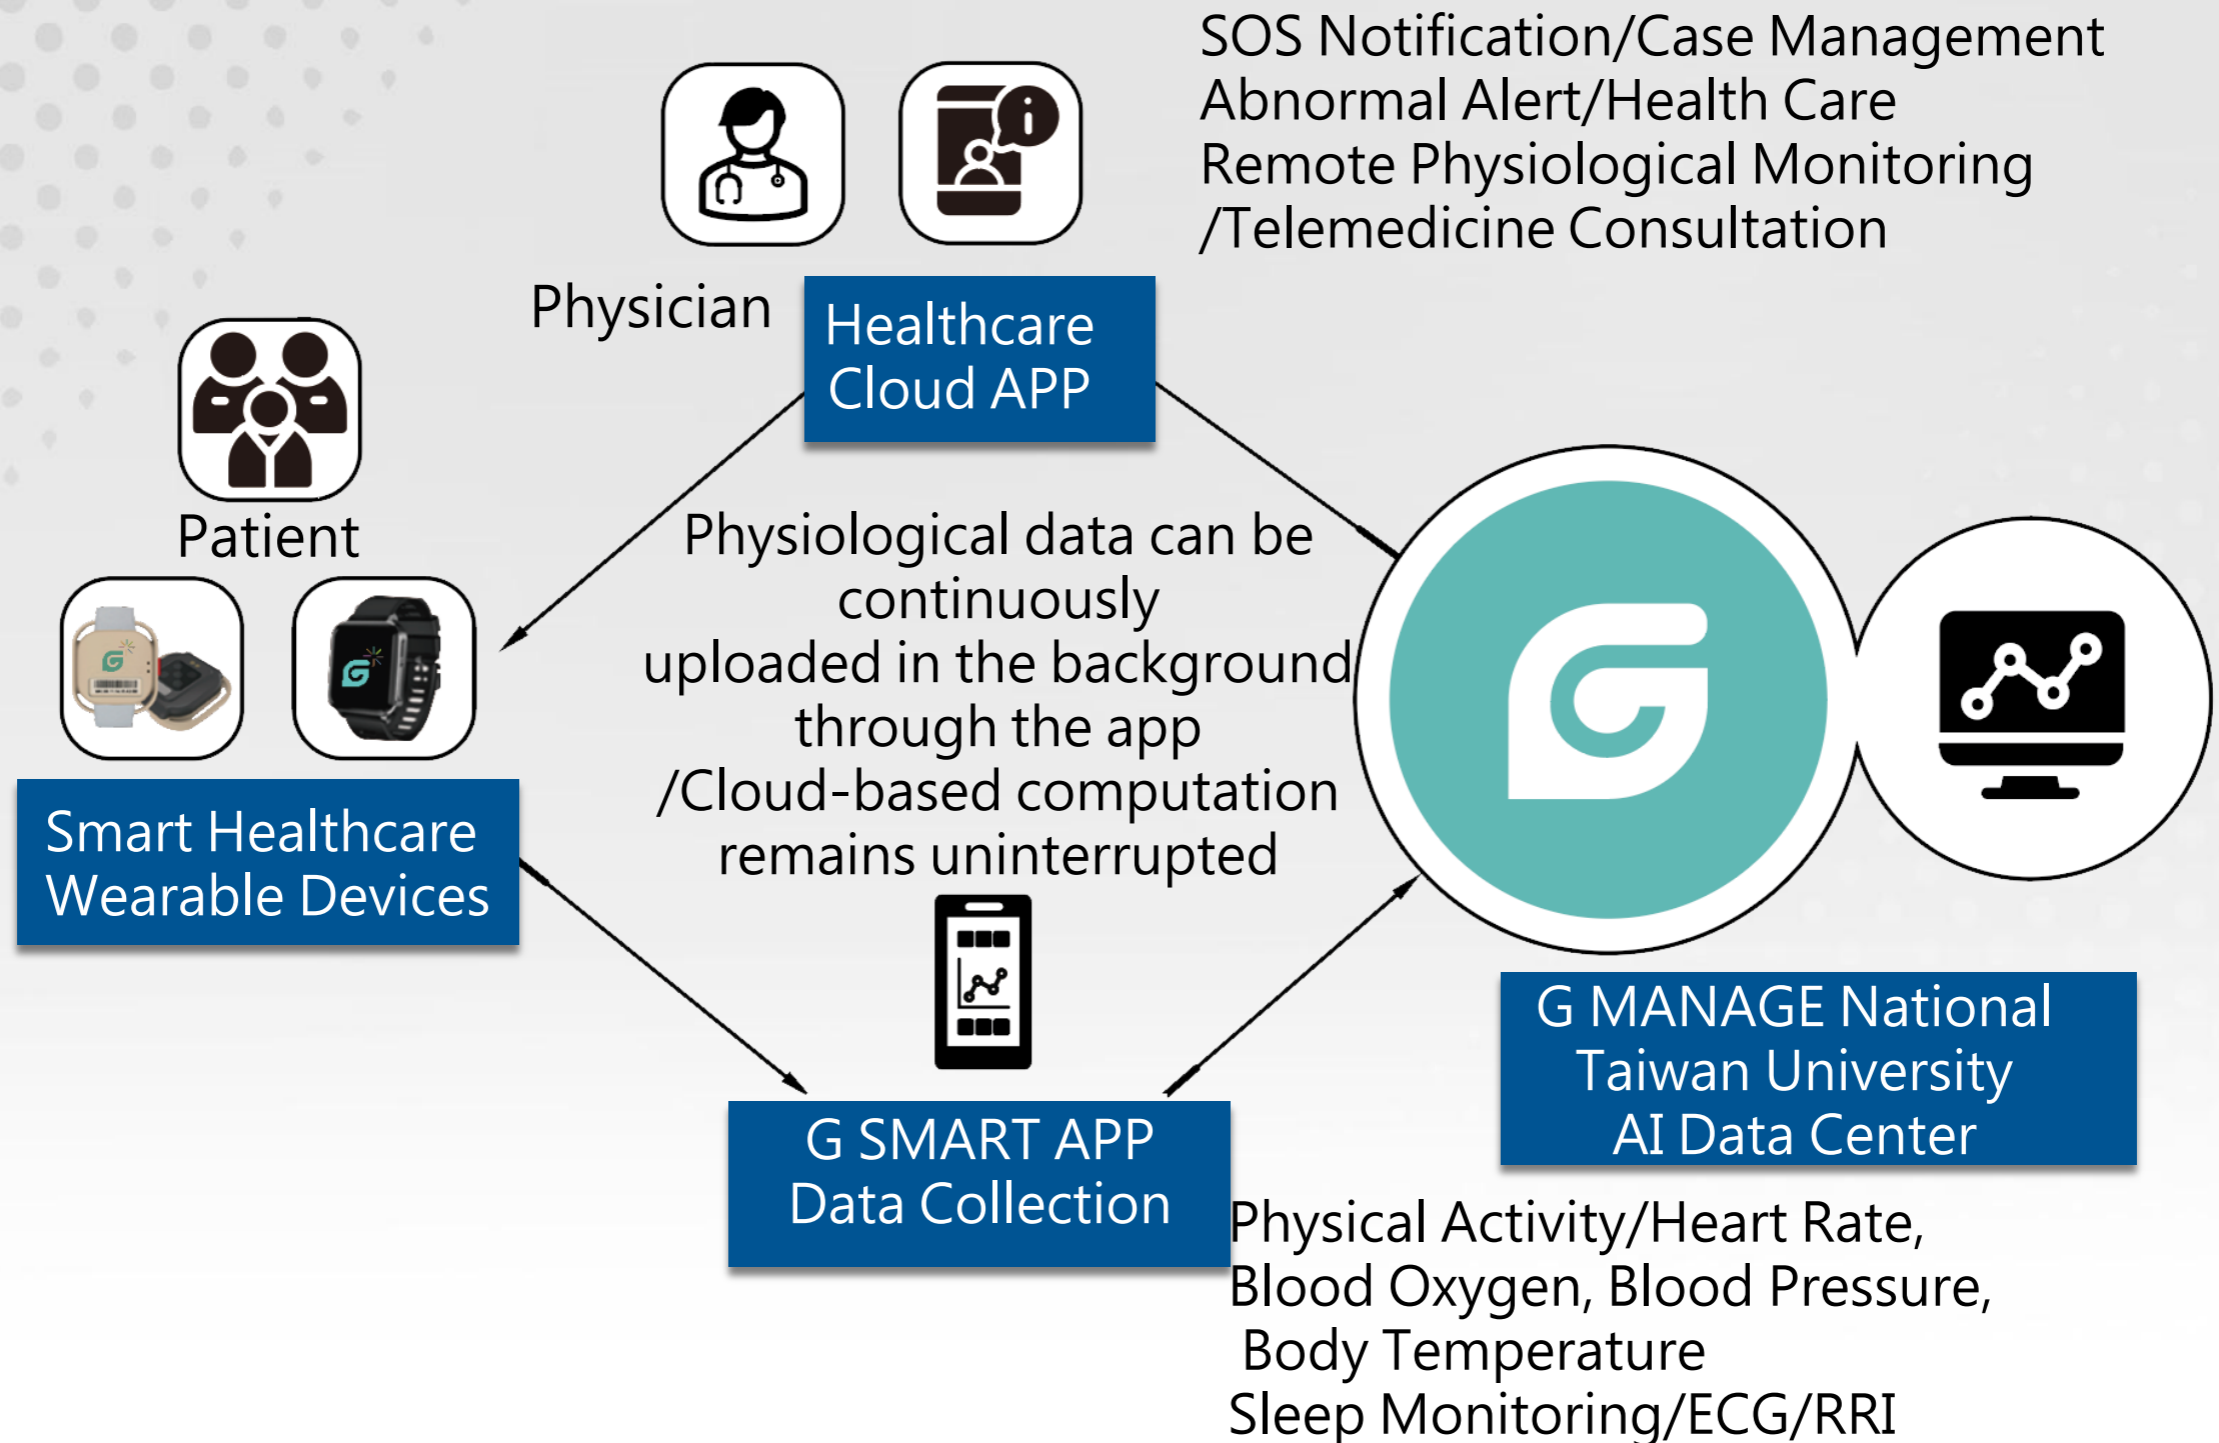 SOS Notification/Case Management
Abnormal Alert/Health Care
Remote Physiological Monitoring
/Telemedicine Consultation
Physician
Healthcare
Cloud APP
Patient
Physiological data can be
continuously
uploaded in the background
through the app
/Cloud-based computation
remains uninterrupted
Smart Healthcare
Wearable Devices
G MANAGE National
Taiwan University
AI Data Center
G SMART APP
Data Collection
Physical Activity/Heart Rate,
Blood Oxygen, Blood Pressure,
Body Temperature
Sleep Monitoring/ECG/RRI